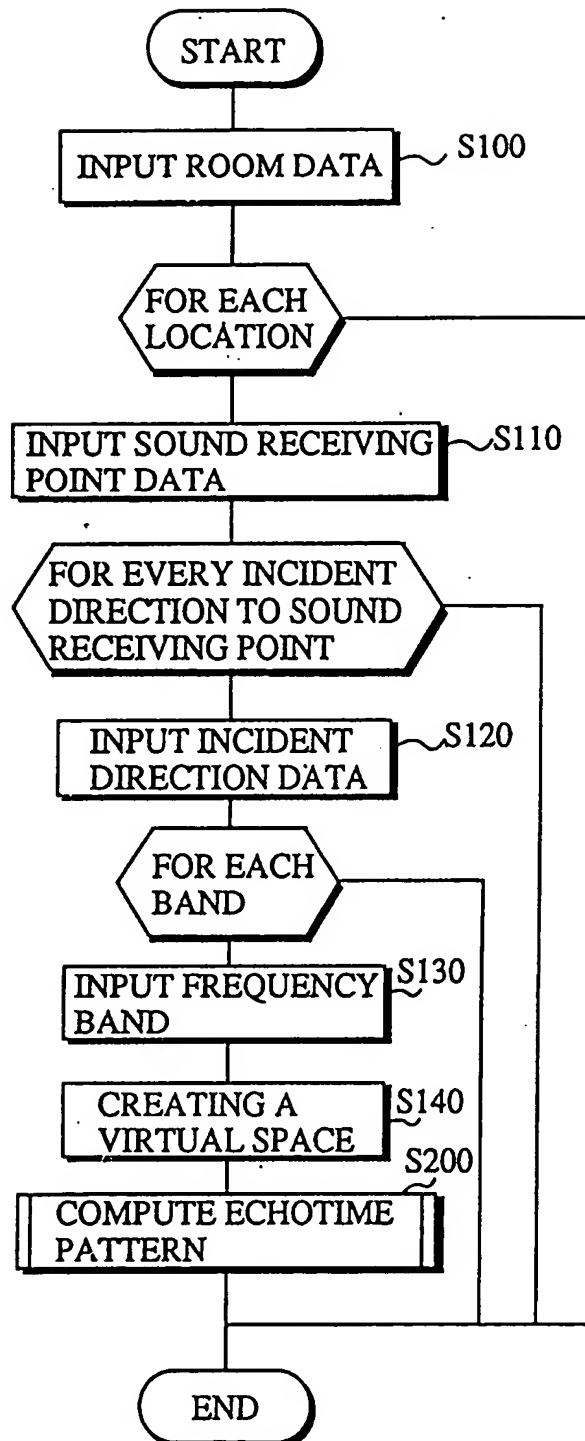 START
INPUT ROOM DATA
S100
FOR EACH
LOCATION
INPUT SOUND RECEIVING
POINT DATA
S110
FOR EVERY INCIDENT
DIRECTION TO SOUND
RECEIVING POINT
INPUT INCIDENT
DIRECTION DATA
S120
FOR EACH
BAND
INPUT FREQUENCY
BAND
S130
CREATING A
VIRTUAL SPACE
S140
COMPUTE ECHOTIME
PATTERN
S200
END